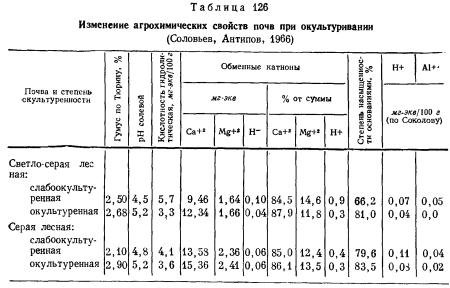 Таблица 126
Изменение агрохимических свойств почв при окультуривании
(Соловьев, Антипов, 1966)
Почва и степень окультуренности
Гумус по Тюрину, %
pH солевой
Кислотность гидролитическая, мг-экв/100 г
Обменные катионы
мг-экв
% от суммы
Ca+² Mg+² H⁻ Ca+² Mg+² H+
Степень насыщенности основаниями, %
H+ Al+·
мг-экв/100 г
(по Соколову)
Светло-серая лесная:
слабоокультуренная 2,50 4,5 5,7 9,46 1,64 0,10 84,5 14,6 0,9 66,2 0,07 0,05
окультуренная 2,68 5,2 3,3 12,34 1,66 0,04 87,9 11,8 0,3 81,0 0,04 0,0
Серая лесная:
слабоокультуренная 2,10 4,8 4,1 13,58 2,36 0,06 85,0 12,4 0,4 79,6 0,11 0,04
окультуренная 2,90 5,2 3,6 15,36 2,41 0,06 86,1 13,5 0,3 83,5 0,03 0,02